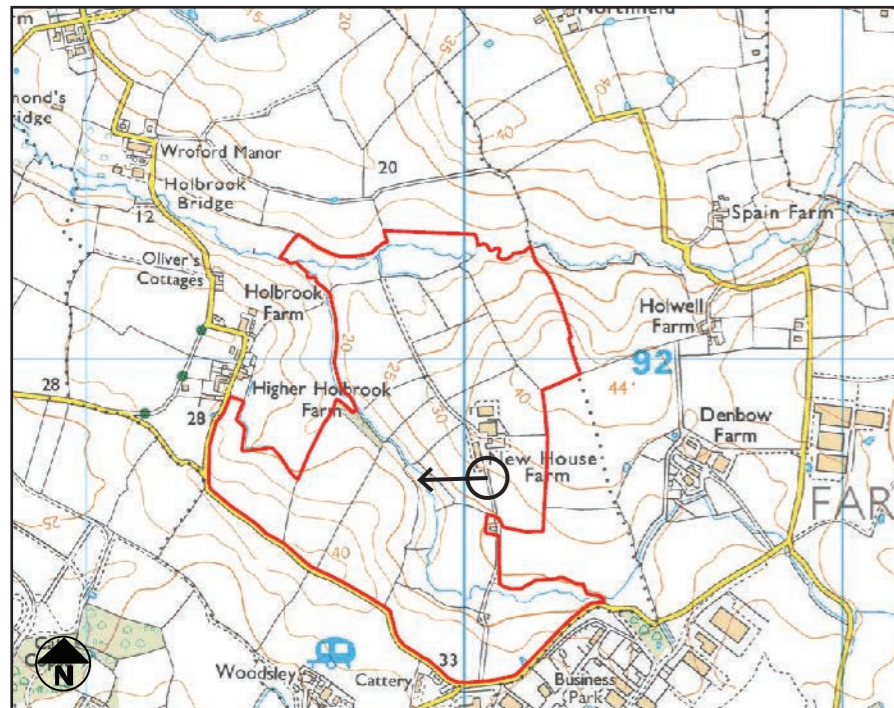 20
Northfield
35
40
40
Wroford Manor
20
Holbrook
Bridge
12
Spain Farm
Oliver's
Cottages
Holbrook
Farm
Holwell
Farm
20
25
92
28
Higher Holbrook
Farm
40
44
28
30
Denbow
Farm
New House
Farm
FAR
25
40
N
33
Woodsley
Cattery
Business
Park